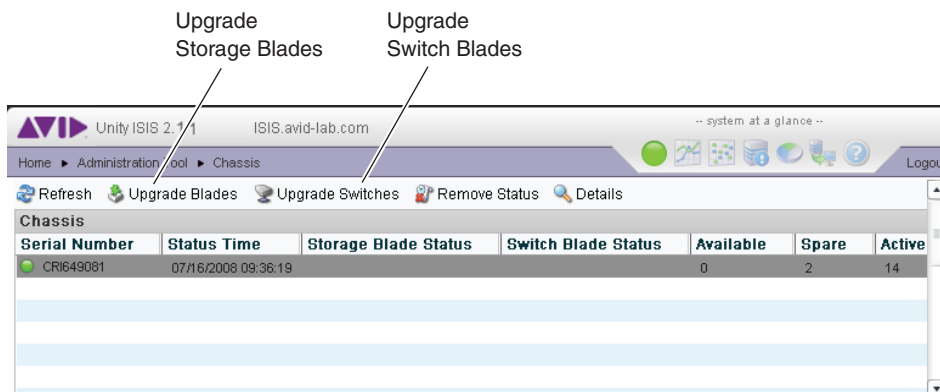 Upgrade
Storage Blades
Upgrade
Switch Blades
AVID Unity ISIS 2.1.1 ISIS.avid-lab.com -- system at a glance --
Home ▸ Administration Tool ▸ Chassis
Refresh Upgrade Blades Upgrade Switches Remove Status Details
Chassis
Serial Number Status Time Storage Blade Status Switch Blade Status Available Spare Active
CRI649081 07/16/2008 09:36:19 0 2 14